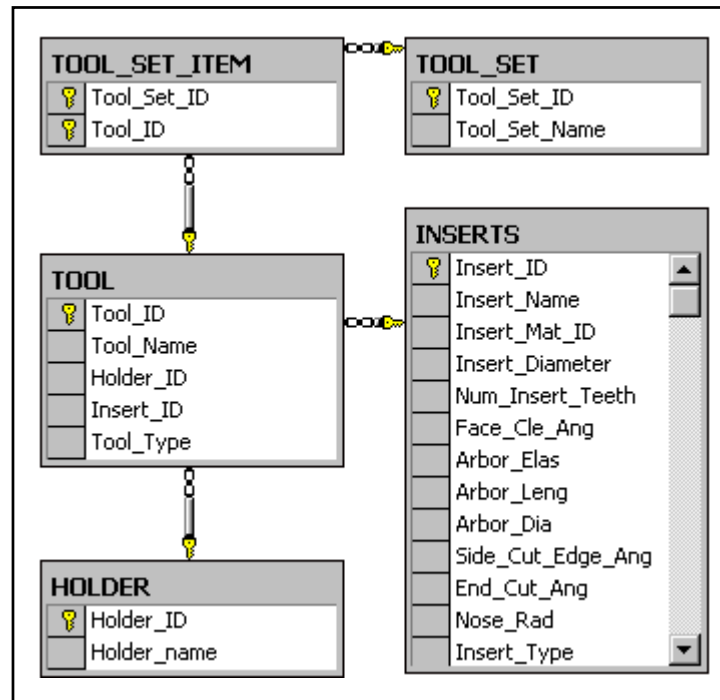 TOOL_SET_ITEM
Tool_Set_ID
Tool_ID
TOOL_SET
Tool_Set_ID
Tool_Set_Name
TOOL
Tool_ID
Tool_Name
Holder_ID
Insert_ID
Tool_Type
INSERTS
Insert_ID
Insert_Name
Insert_Mat_ID
Insert_Diameter
Num_Insert_Teeth
Face_Cle_Ang
Arbor_Elas
Arbor_Leng
Arbor_Dia
Side_Cut_Edge_Ang
End_Cut_Ang
Nose_Rad
Insert_Type
HOLDER
Holder_ID
Holder_name